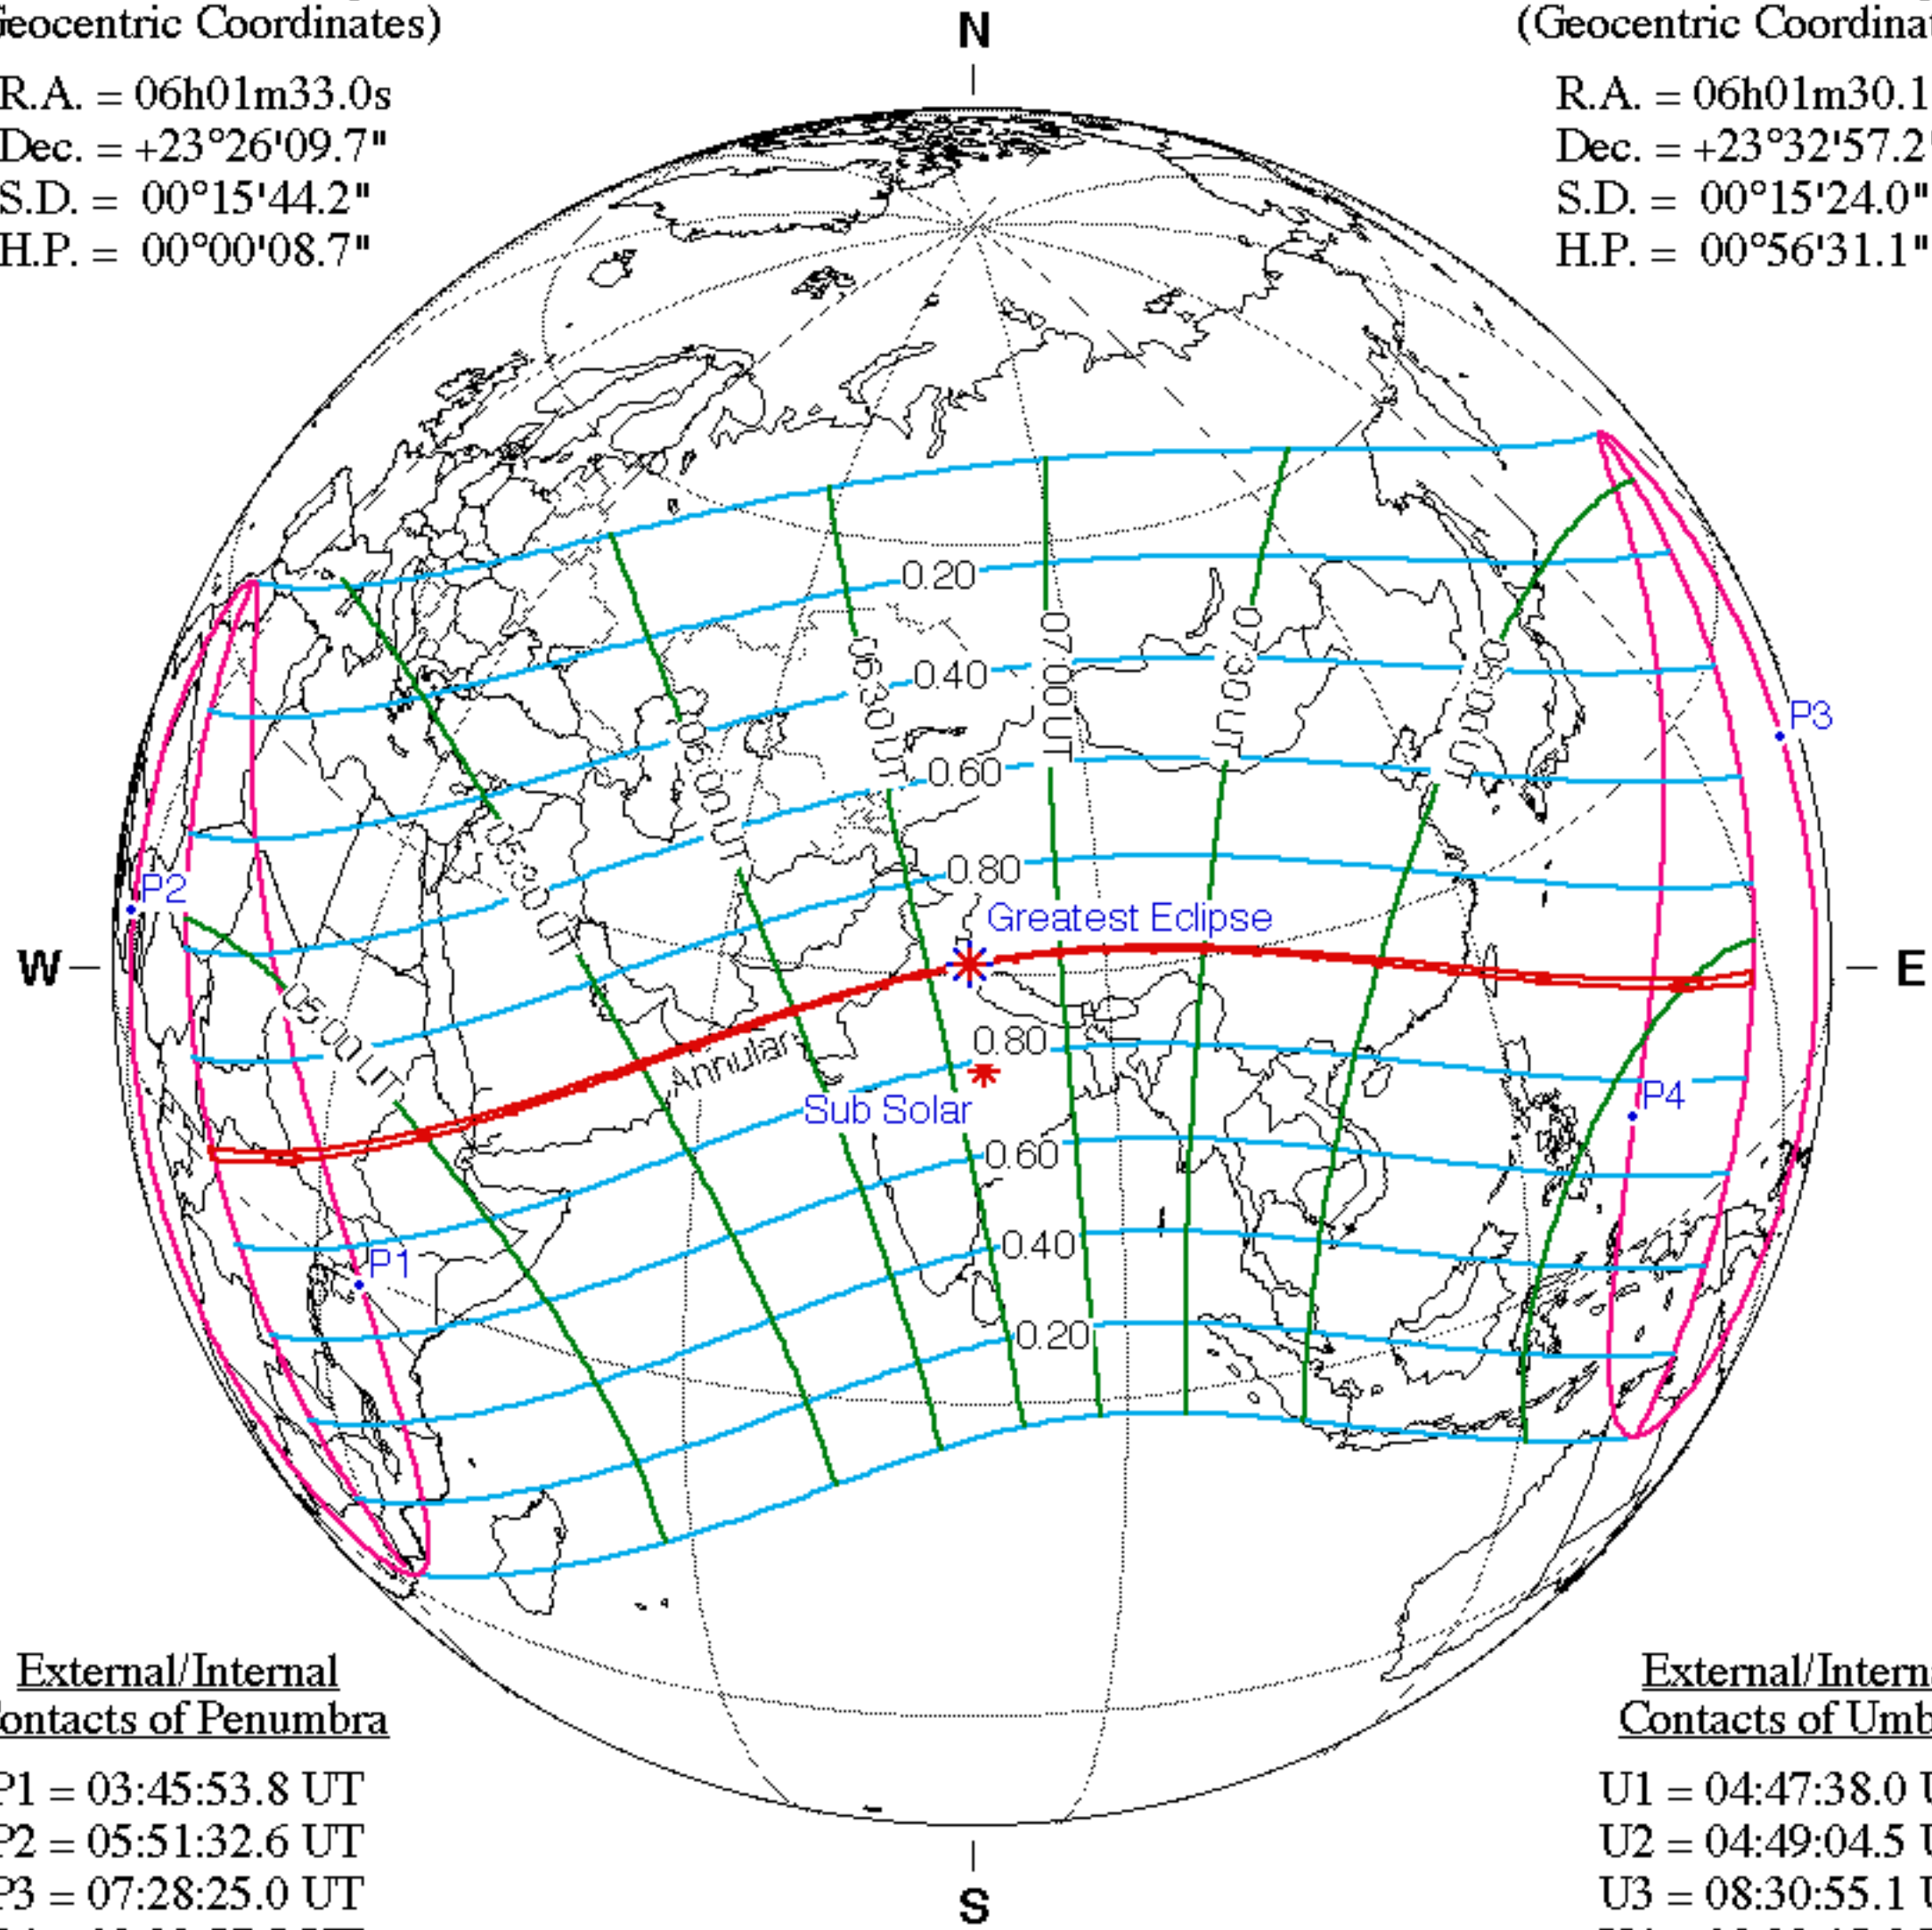 Geocentric Coordinates)
R.A. = 06h01m33.0s
Dec. = +23°26'09.7"
S.D. = 00°15'44.2"
H.P. = 00°00'08.7"
N
(Geocentric Coordina
R.A. = 06h01m30.1
Dec. = +23°32'57.2
S.D. = 00°15'24.0"
H.P. = 00°56'31.1"
0.20
0.40
0.60
0.80
05:00 UT
05:30 UT
06:00 UT
06:30 UT
07:00 UT
07:30 UT
08:00 UT
P3
P2
Greatest Eclipse
W
E
Annular
0.80
Sub Solar
P4
0.60
0.40
P1
0.20
External/Internal
ontacts of Penumbra
P1 = 03:45:53.8 UT
P2 = 05:51:32.6 UT
P3 = 07:28:25.0 UT
S
External/Intern
Contacts of Umb
U1 = 04:47:38.0 U
U2 = 04:49:04.5 U
U3 = 08:30:55.1 U